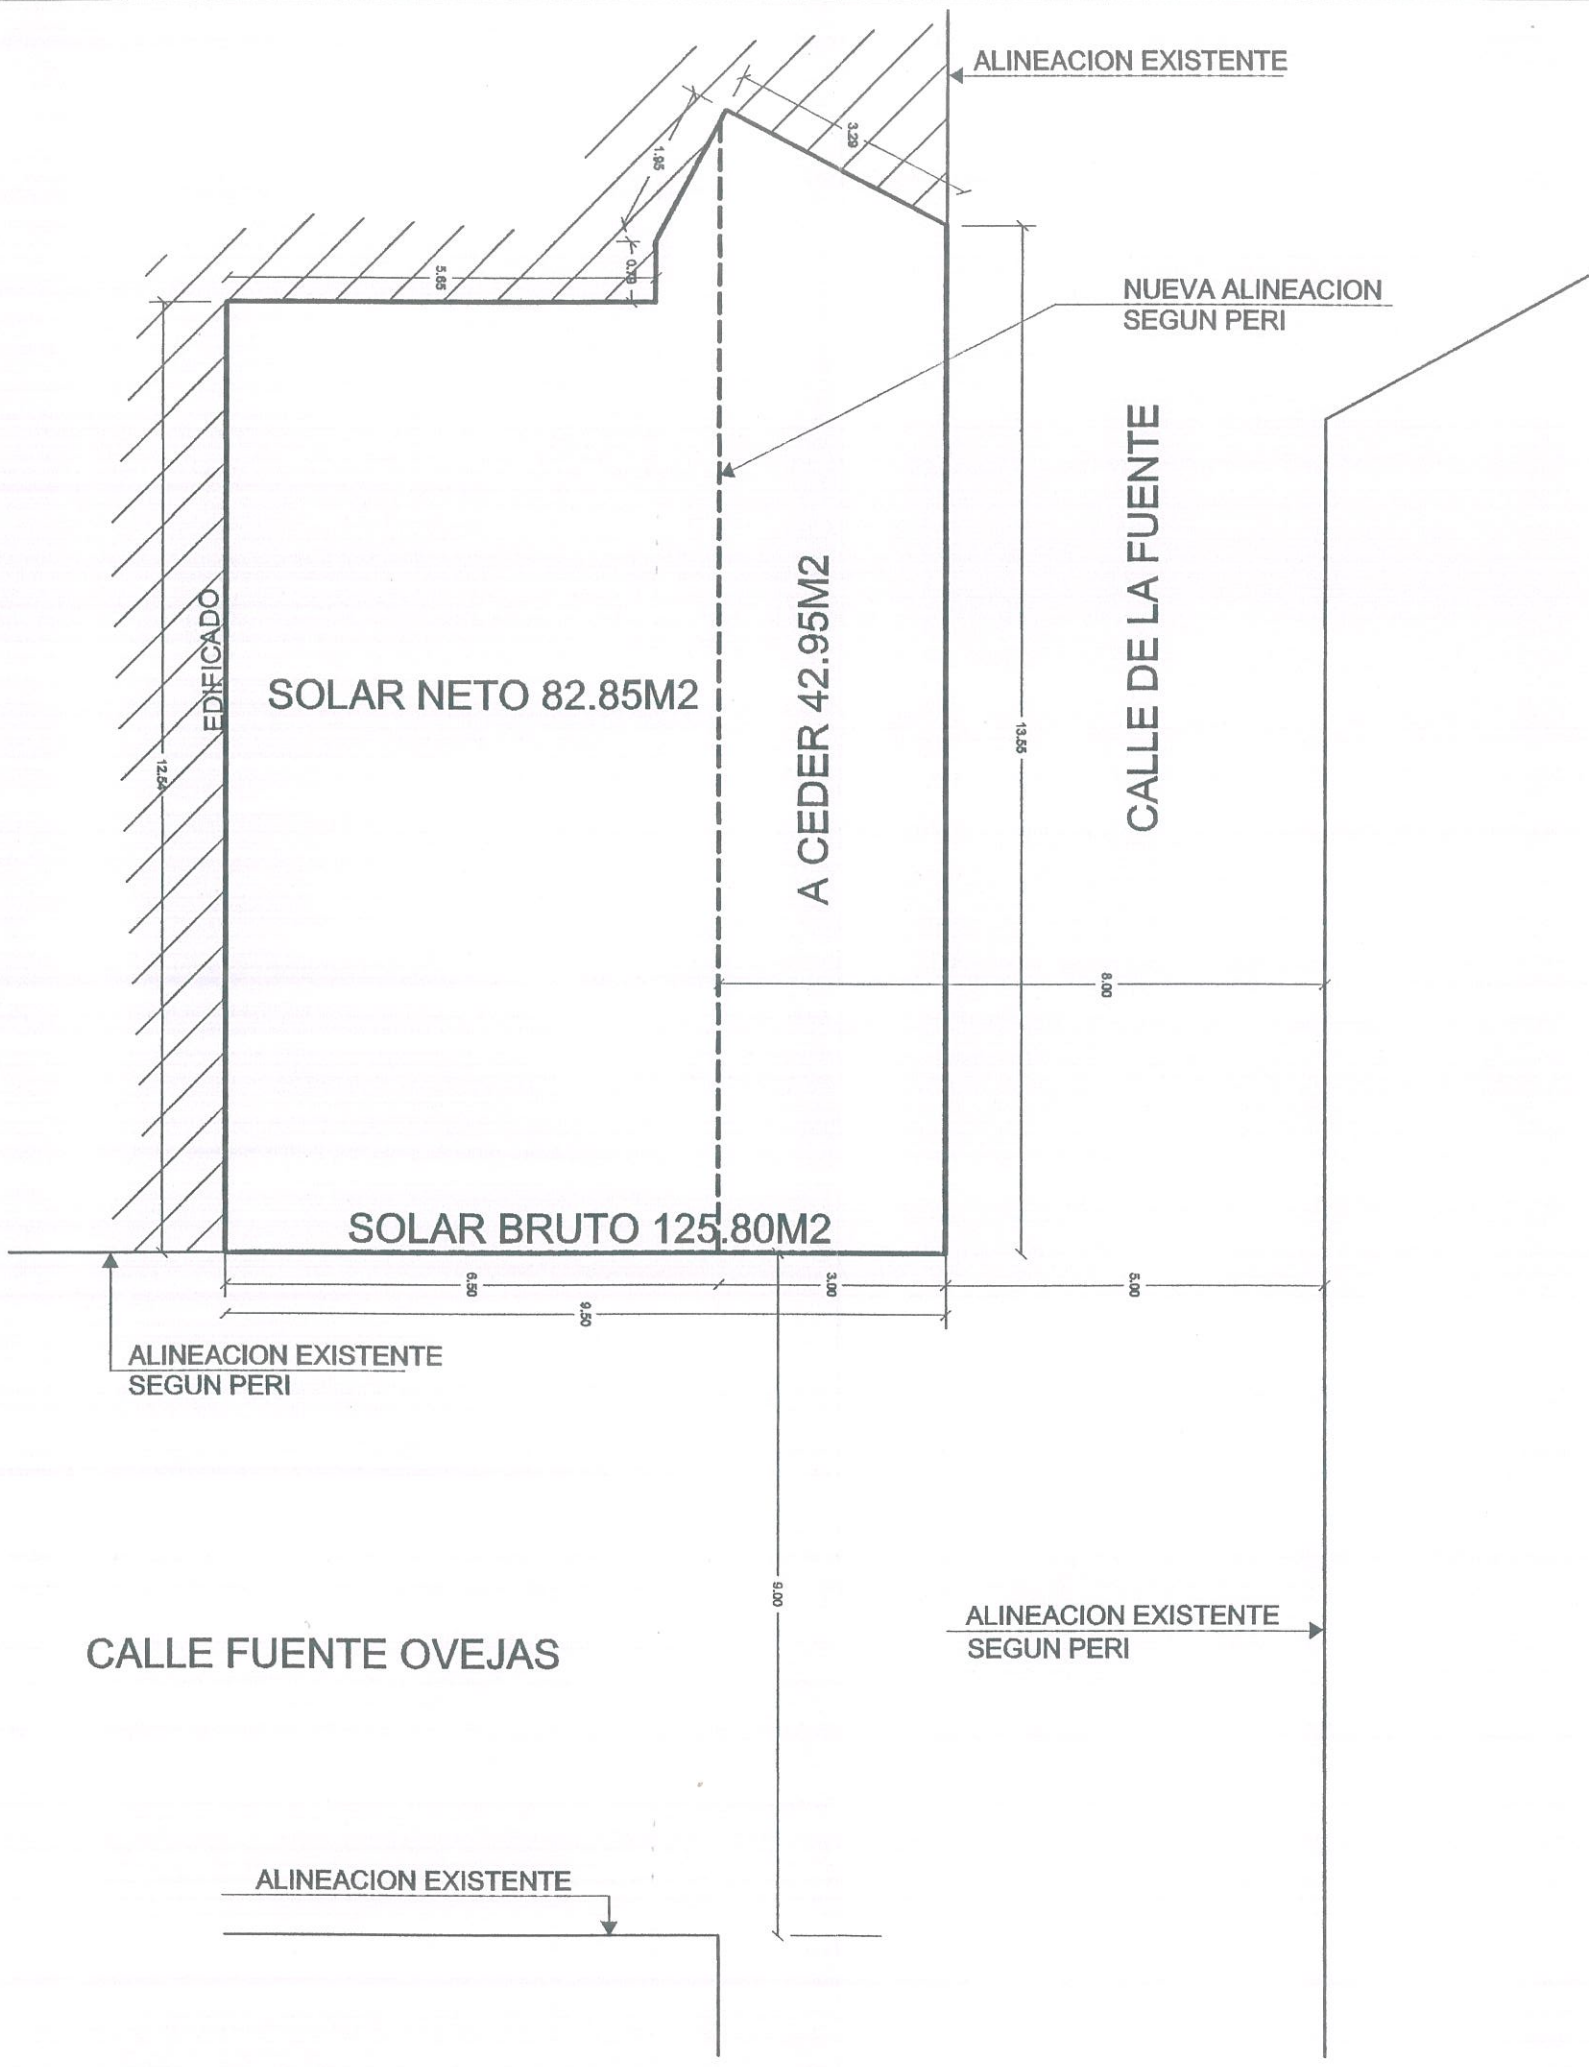 ALINEACION EXISTENTE
3.29
1.95
0.79
5.65
NUEVA ALINEACION
SEGUN PERI
CALLE DE LA FUENTE
A CEDER 42.95M2
EDIFICADO
SOLAR NETO 82.85M2
13.55
12.54
8.00
SOLAR BRUTO 125.80M2
6.50
3.00
5.00
9.50
ALINEACION EXISTENTE
SEGUN PERI
9.00
ALINEACION EXISTENTE
SEGUN PERI
CALLE FUENTE OVEJAS
ALINEACION EXISTENTE